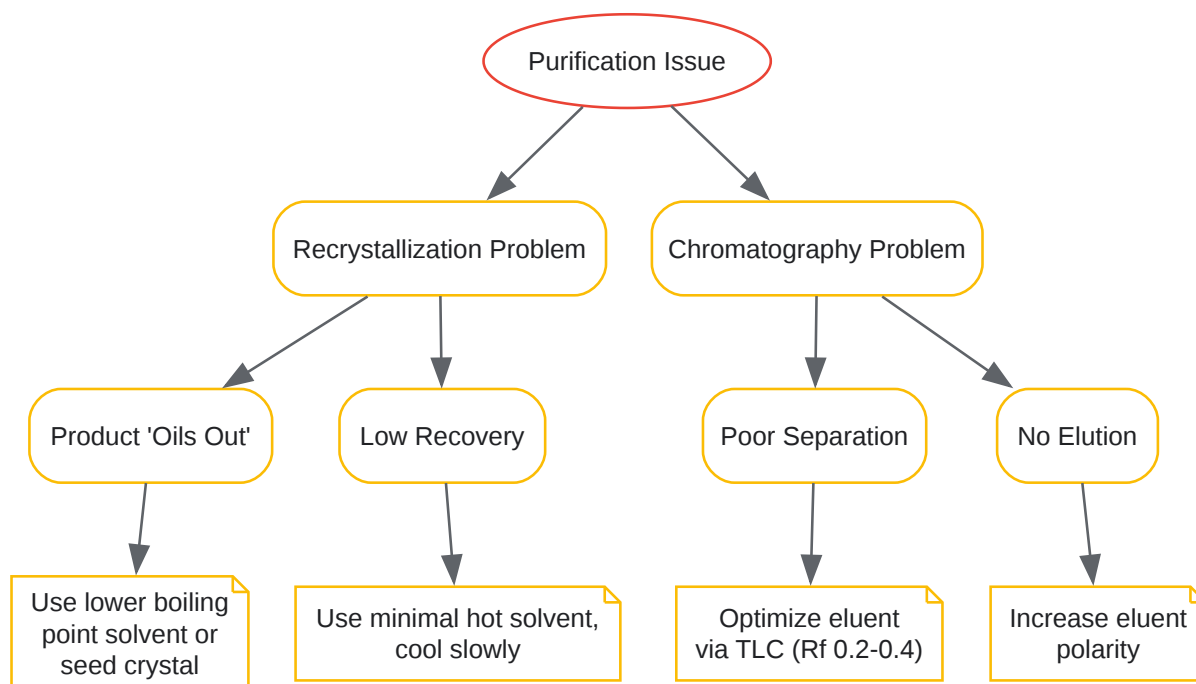 Purification Issue
Recrystallization Problem
Chromatography Problem
Product 'Oils Out'
Low Recovery
Poor Separation
No Elution
Use lower boiling
point solvent or
seed crystal
Use minimal hot solvent,
cool slowly
Optimize eluent
via TLC (Rf 0.2-0.4)
Increase eluent
polarity